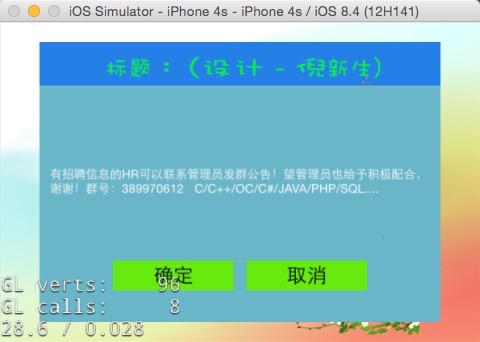 iOS Simulator - iPhone 4s - iPhone 4s / iOS 8.4 (12H141)
标题：(设计 - 倪新生)
有招聘信息的HR可以联系管理员发群公告！望管理员也给予积极配合，
谢谢！群号：389970612 C/C++/OC/C#/JAVA/PHP/SQL....
确定 取消
GL verts: 96
GL calls: 8
28.6 / 0.028